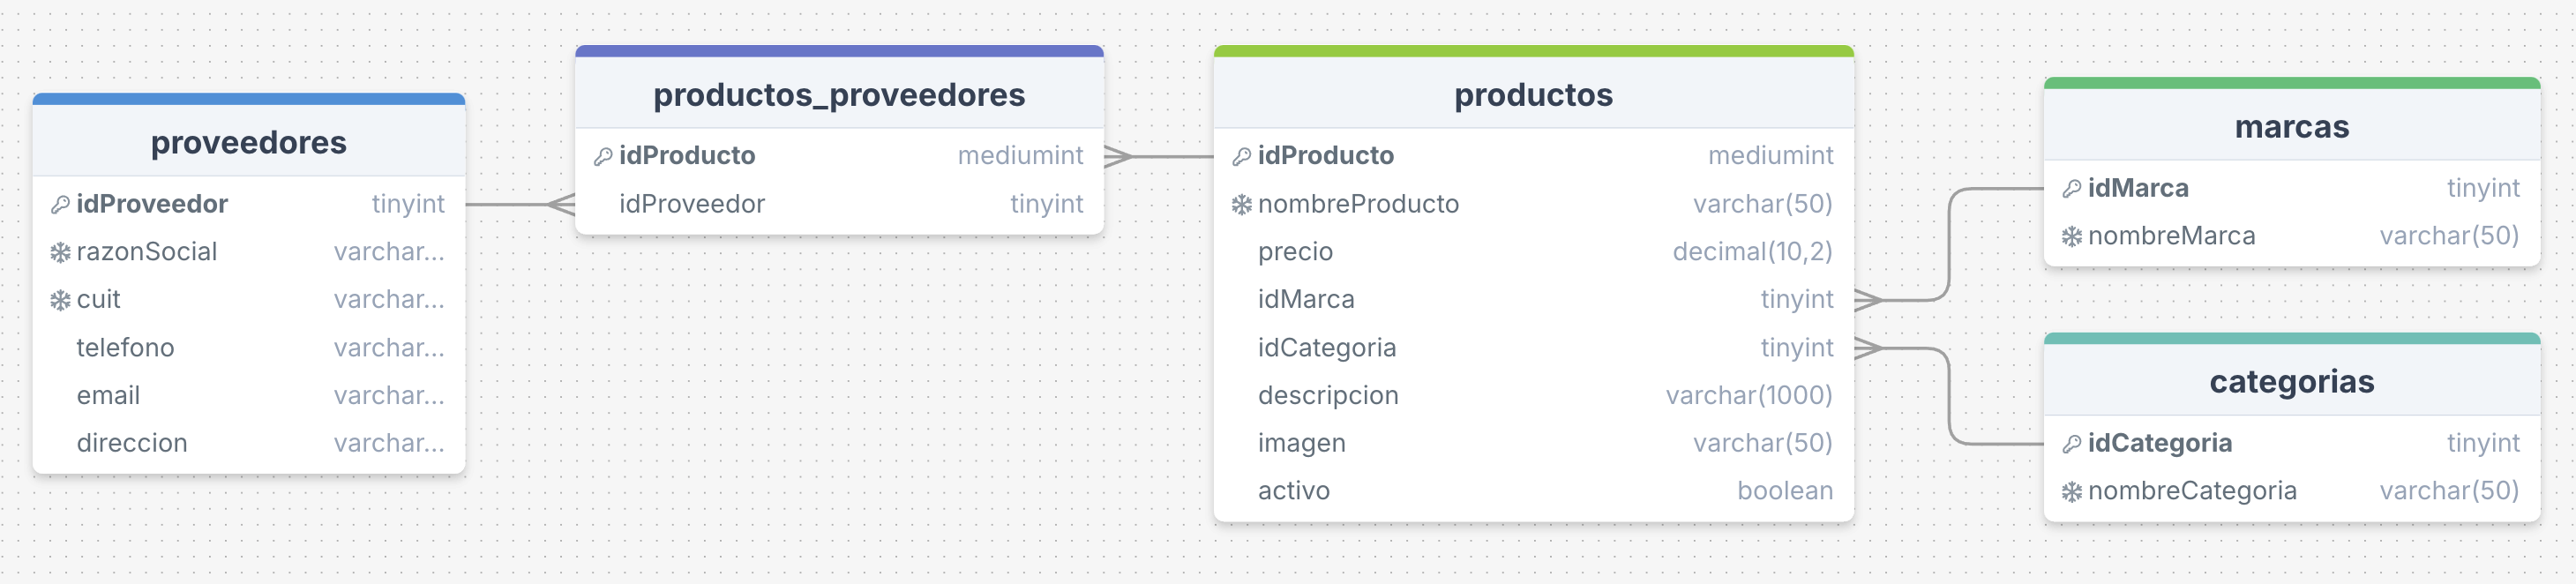 proveedores
idProveedor tinyint
razonSocial varchar...
cuit varchar...
telefono varchar...
email varchar...
direccion varchar...
productos_proveedores
idProducto mediumint
idProveedor tinyint
productos
idProducto mediumint
nombreProducto varchar(50)
precio decimal(10,2)
idMarca tinyint
idCategoria tinyint
descripcion varchar(1000)
imagen varchar(50)
activo boolean
marcas
idMarca tinyint
nombreMarca varchar(50)
categorias
idCategoria tinyint
nombreCategoria varchar(50)